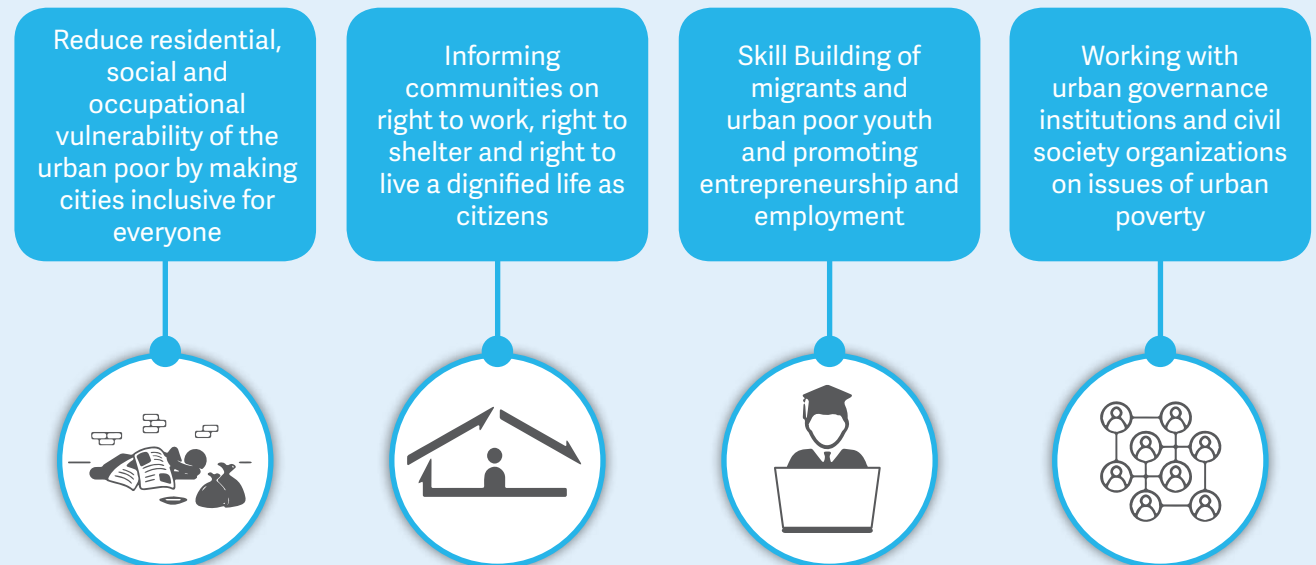 Reduce residential,
social and
occupational
vulnerability of the
urban poor by making
cities inclusive for
everyone
Informing
communities on
right to work, right to
shelter and right to
live a dignified life as
citizens
Skill Building of
migrants and
urban poor youth
and promoting
entrepreneurship and
employment
Working with
urban governance
institutions and civil
society organizations
on issues of urban
poverty